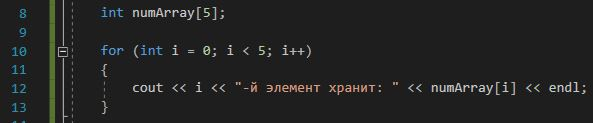 8 int numArray[5];
9
10 for (int i = 0; i < 5; i++)
11 {
12 cout << i << "-й элемент хранит: " << numArray[i] << endl;
13 }